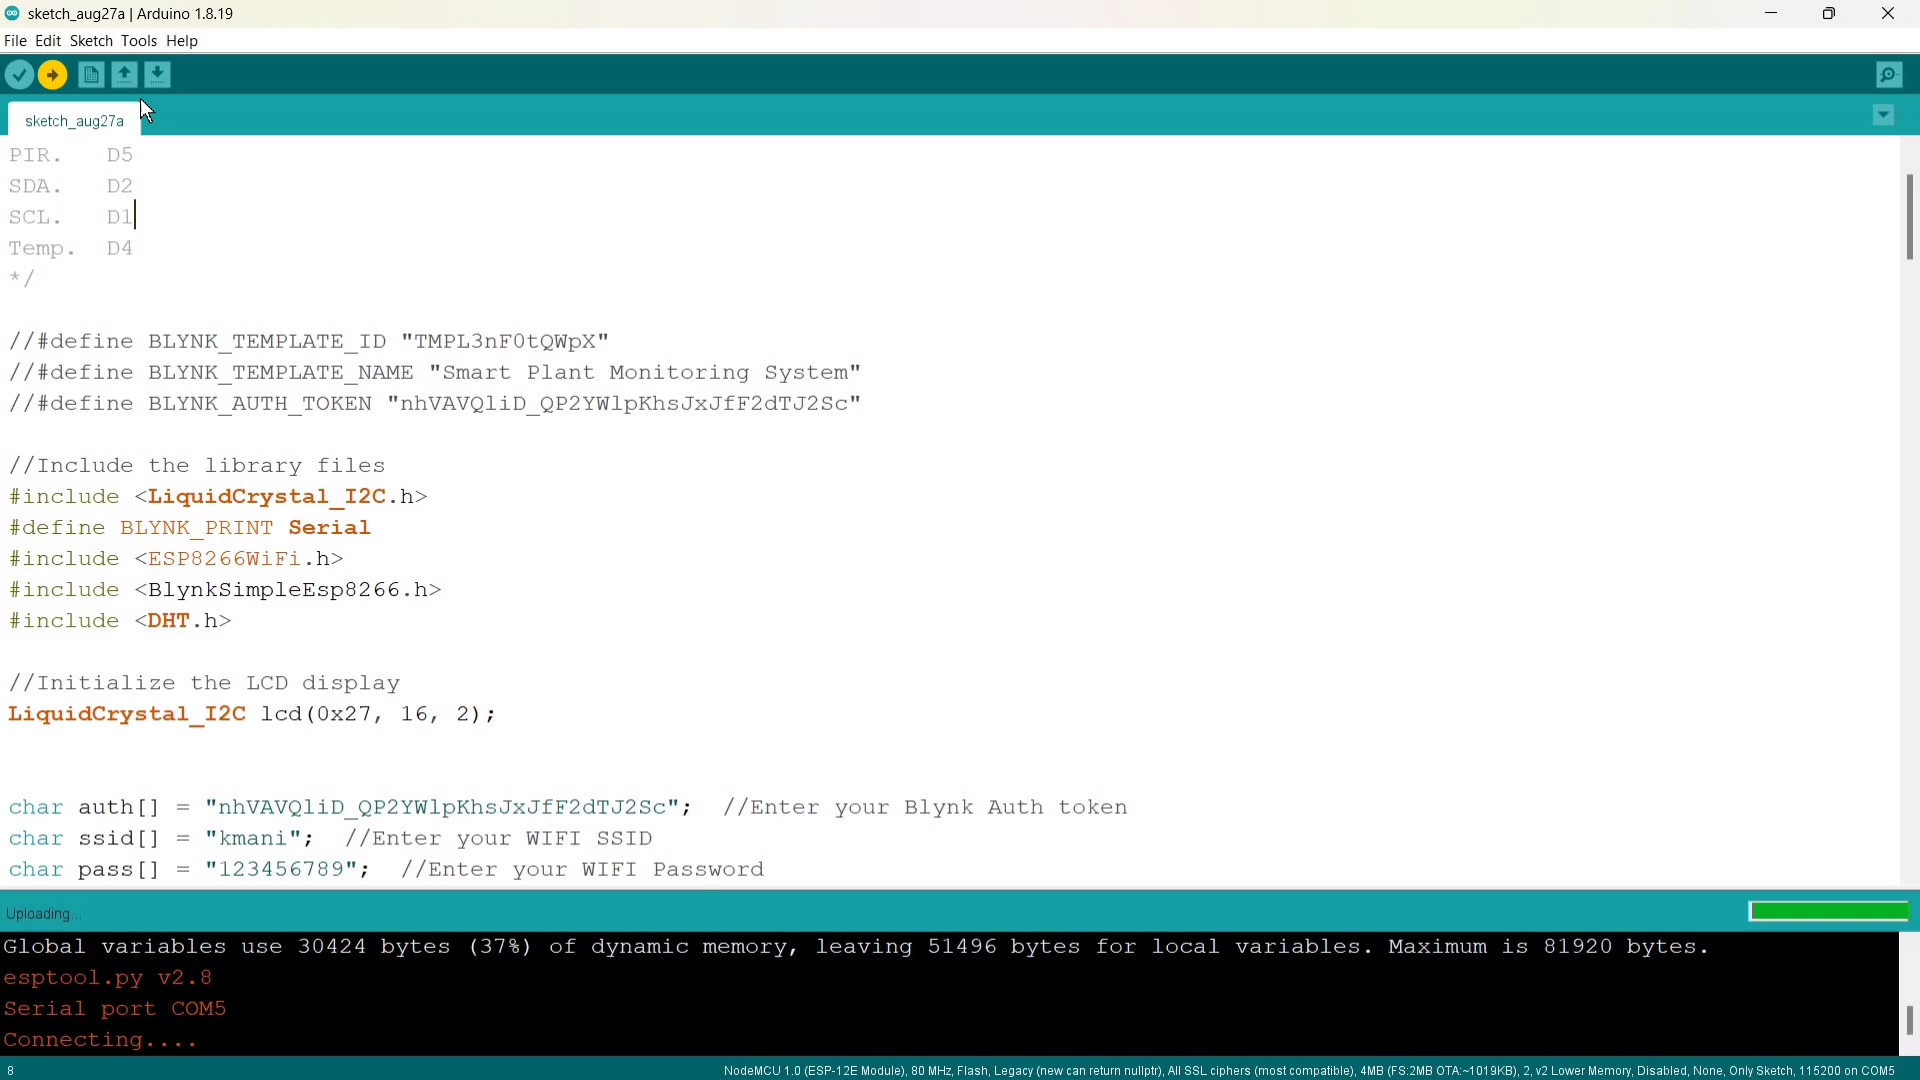 sketch_aug27a | Arduino 1.8.19
File Edit Sketch Tools Help
sketch_aug27a
PIR.   D5
SDA.   D2
SCL.   D1
Temp.  D4
*/
//#define BLYNK_TEMPLATE_ID "TMPL3nF0tQWpX"
//#define BLYNK_TEMPLATE_NAME "Smart Plant Monitoring System"
//#define BLYNK_AUTH_TOKEN "nhVAVQliD_QP2YWlpKhsJxJfF2dTJ2Sc"
//Include the library files
#include <LiquidCrystal_I2C.h>
#define BLYNK_PRINT Serial
#include <ESP8266WiFi.h>
#include <BlynkSimpleEsp8266.h>
#include <DHT.h>
//Initialize the LCD display
LiquidCrystal_I2C lcd(0x27, 16, 2);
char auth[] = "nhVAVQliD_QP2YWlpKhsJxJfF2dTJ2Sc";  //Enter your Blynk Auth token
char ssid[] = "kmani";  //Enter your WIFI SSID
char pass[] = "123456789";  //Enter your WIFI Password
Uploading...
Global variables use 30424 bytes (37%) of dynamic memory, leaving 51496 bytes for local variables. Maximum is 81920 bytes.
esptool.py v2.8
Serial port COM5
Connecting....
8
NodeMCU 1.0 (ESP-12E Module), 80 MHz, Flash, Legacy (new can return nullptr), All SSL ciphers (most compatible), 4MB (FS:2MB OTA:~1019KB), 2, v2 Lower Memory, Disabled, None, Only Sketch, 115200 on COM5